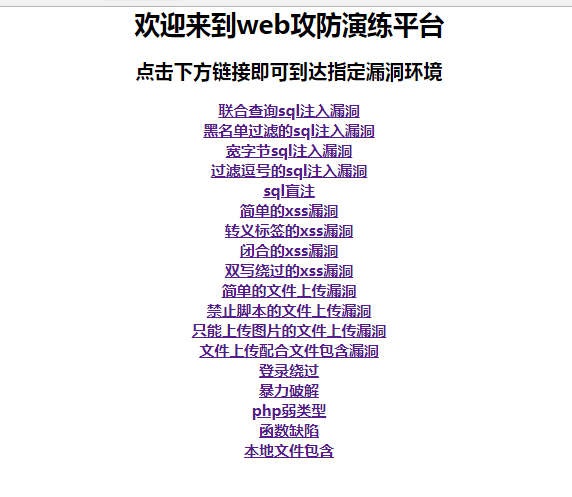 欢迎来到web攻防演练平台
点击下方链接即可到达指定漏洞环境
联合查询sql注入漏洞
黑名单过滤的sql注入漏洞
宽字节sql注入漏洞
过滤逗号的sql注入漏洞
sql盲注
简单的xss漏洞
转义标签的xss漏洞
闭合的xss漏洞
双写绕过的xss漏洞
简单的文件上传漏洞
禁止脚本的文件上传漏洞
只能上传图片的文件上传漏洞
文件上传配合文件包含漏洞
登录绕过
暴力破解
php弱类型
函数缺陷
本地文件包含